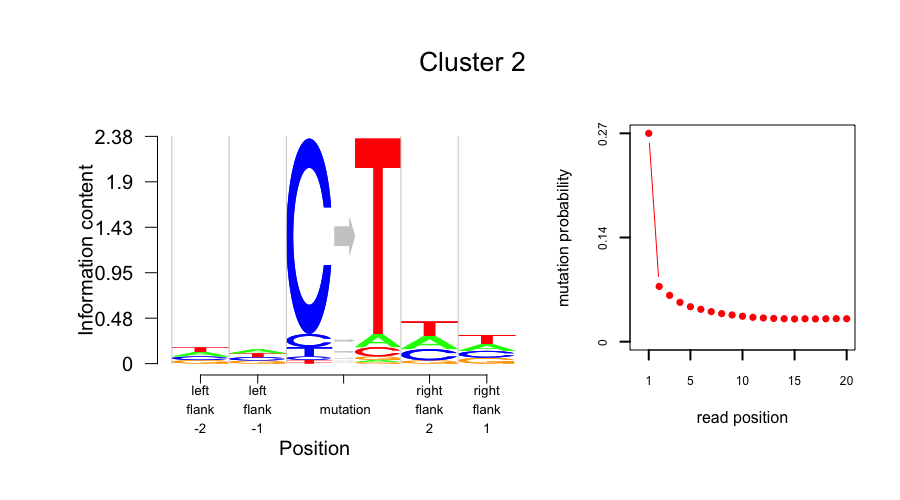 Cluster 2
Information content
2.38
1.9
1.43
0.95
0.48
0
C T
left flank -2
left flank -1
mutation
right flank 2
right flank 1
Position
mutation probability
0.27
0.14
0
1 5 10 15 20
read position